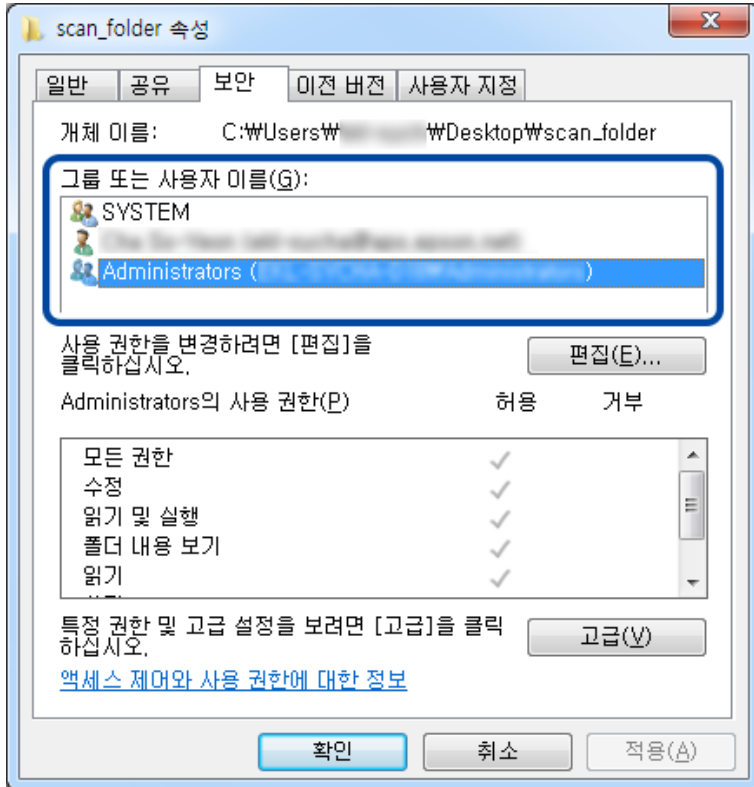 scan_folder 속성
일반 공유 보안 이전 버전 사용자 지정
개체 이름: C:₩Users₩ ₩Desktop₩scan_folder
그룹 또는 사용자 이름(G):
SYSTEM
Administrators ( )
사용 권한을 변경하려면 [편집]을
클릭하십시오.
편집(E)...
Administrators의 사용 권한(P) 허용 거부
모든 권한
수정
읽기 및 실행
폴더 내용 보기
읽기
특정 권한 및 고급 설정을 보려면 [고급]을 클릭
하십시오.
고급(V)
액세스 제어와 사용 권한에 대한 정보
확인 취소 적용(A)